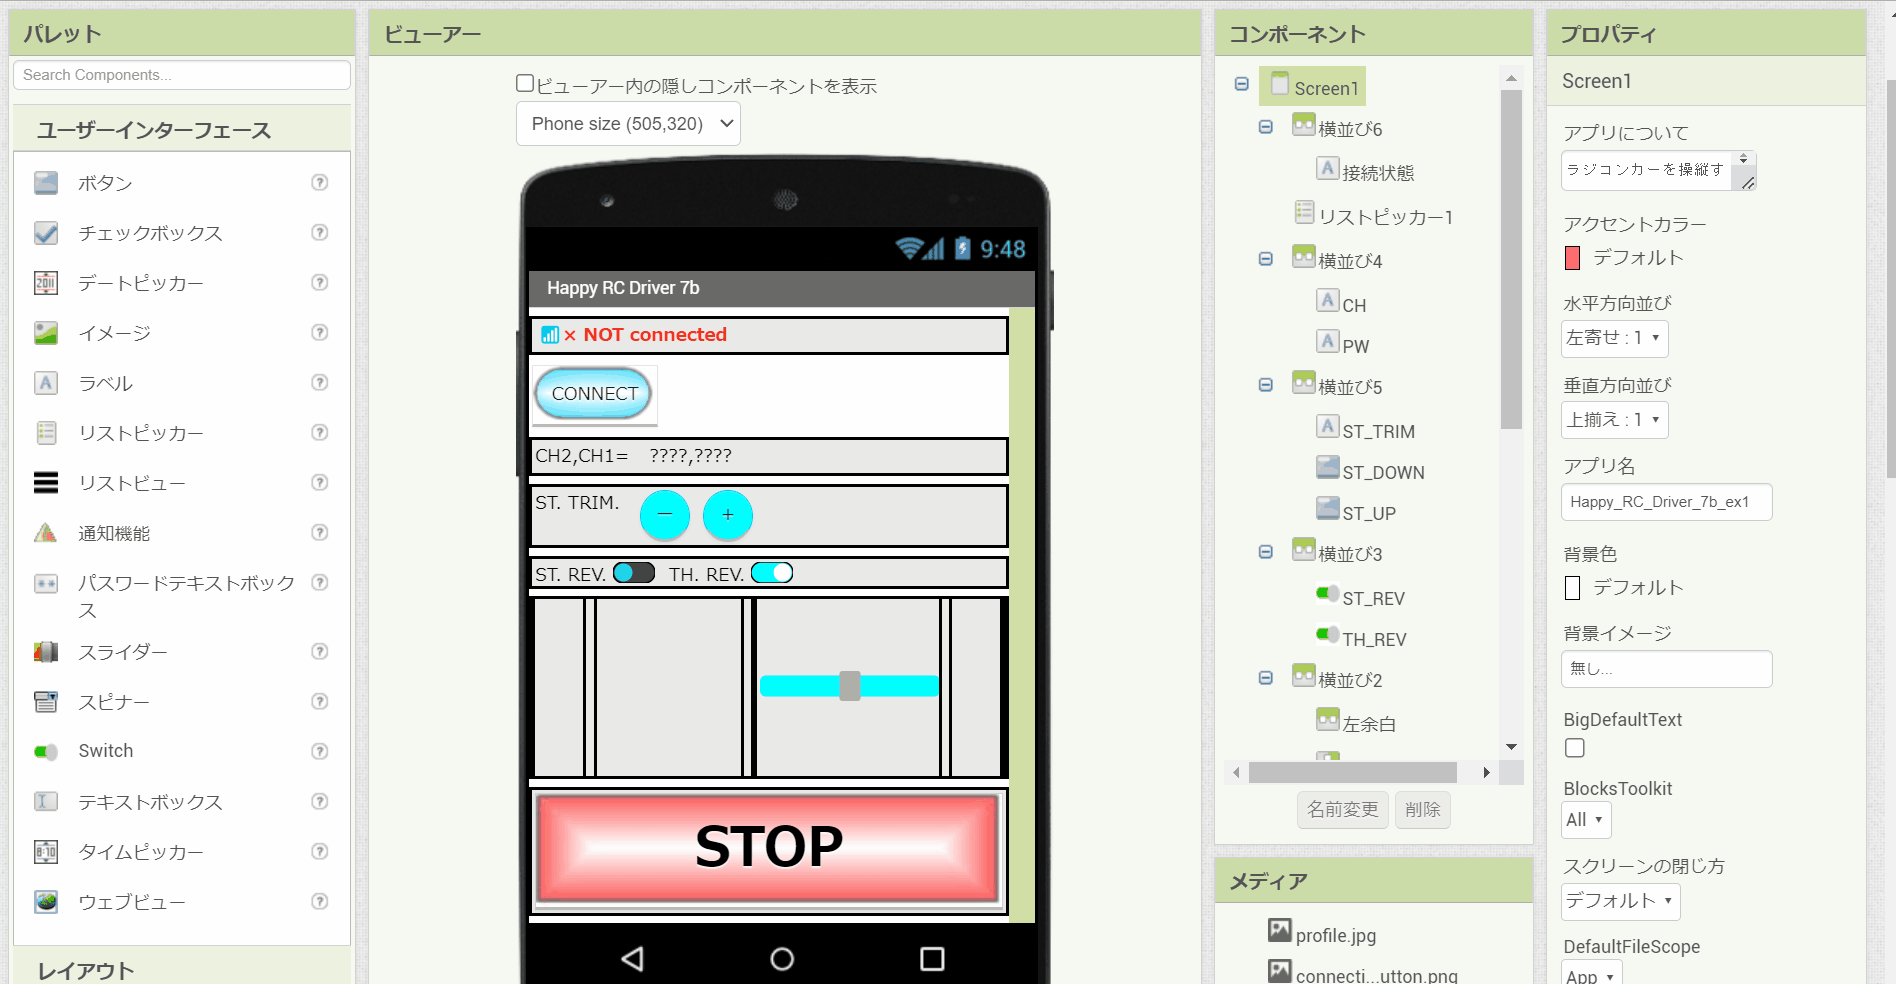 パレット
Search Components...
ユーザーインターフェース
ボタン
チェックボックス
デートピッカー
イメージ
ラベル
リストピッカー
リストビュー
通知機能
パスワードテキストボック
ス
スライダー
スピナー
Switch
テキストボックス
タイムピッカー
ウェブビュー
レイアウト
ビューアー
ビューアー内の隠しコンポーネントを表示
Phone size (505,320)
9:48
Happy RC Driver 7b
× NOT connected
CONNECT
CH2,CH1= ????,????
ST. TRIM. － +
ST. REV. TH. REV.
STOP
コンポーネント
Screen1
横並び6
接続状態
リストピッカー1
横並び4
CH
PW
横並び5
ST_TRIM
ST_DOWN
ST_UP
横並び3
ST_REV
TH_REV
横並び2
左余白
名前変更 削除
メディア
profile.jpg
connecti...utton.png
プロパティ
Screen1
アプリについて
ラジコンカーを操縦す
アクセントカラー
デフォルト
水平方向並び
左寄せ : 1
垂直方向並び
上揃え : 1
アプリ名
Happy_RC_Driver_7b_ex1
背景色
デフォルト
背景イメージ
無し...
BigDefaultText
BlocksToolkit
All
スクリーンの閉じ方
デフォルト
DefaultFileScope
App